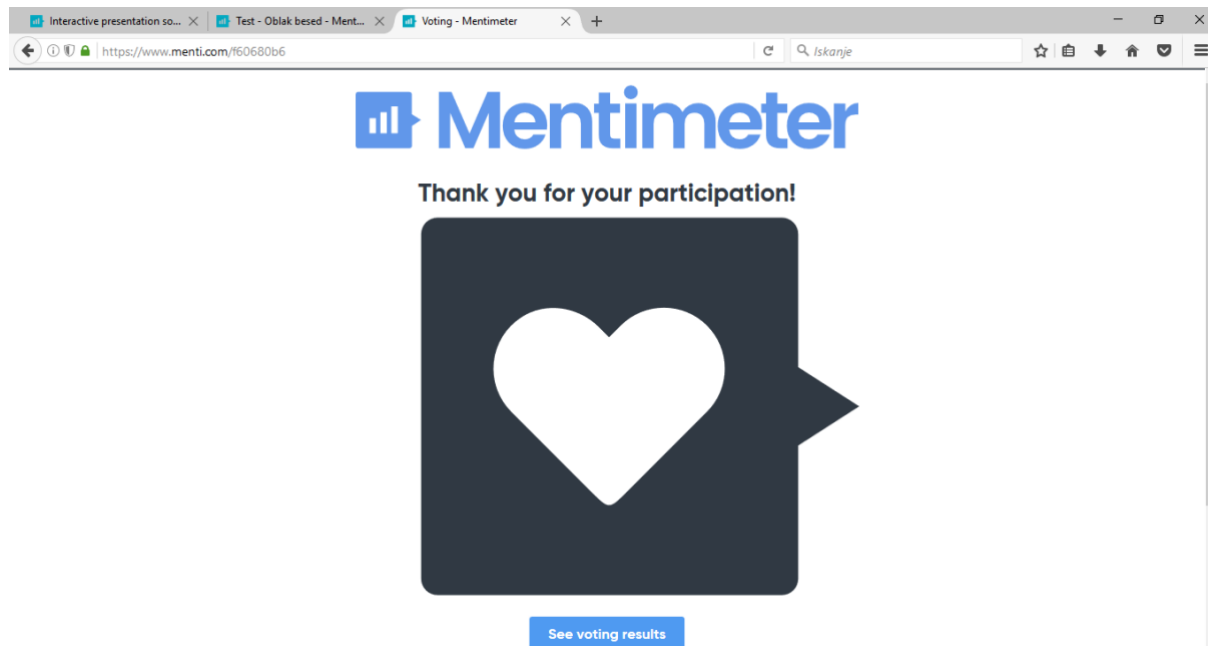 Interactive presentation so...
Test - Oblak besed - Ment...
Voting - Mentimeter
https://www.menti.com/f60680b6
Iskanje
Mentimeter
Thank you for your participation!
See voting results